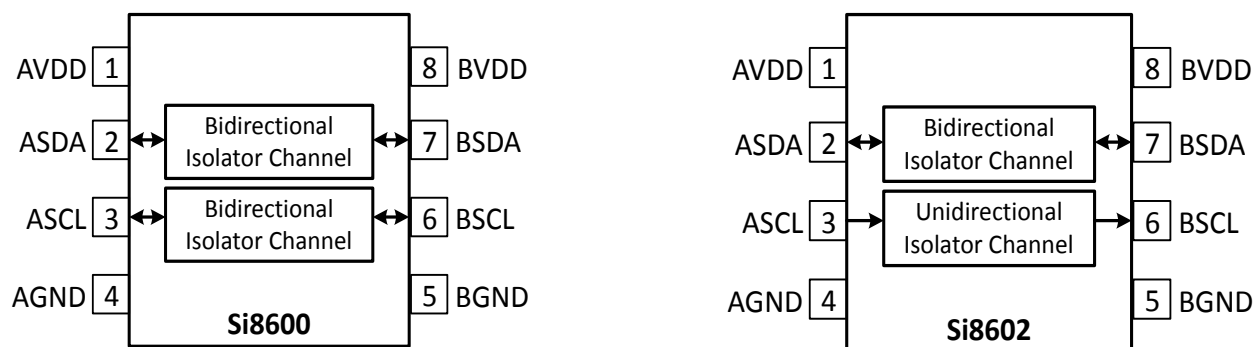 AVDD 1
8 BVDD
ASDA 2
Bidirectional
Isolator Channel
7 BSDA
ASCL 3
Bidirectional
Isolator Channel
6 BSCL
AGND 4
5 BGND
Si8600
AVDD 1
8 BVDD
ASDA 2
Bidirectional
Isolator Channel
7 BSDA
ASCL 3
Unidirectional
Isolator Channel
6 BSCL
AGND 4
5 BGND
Si8602